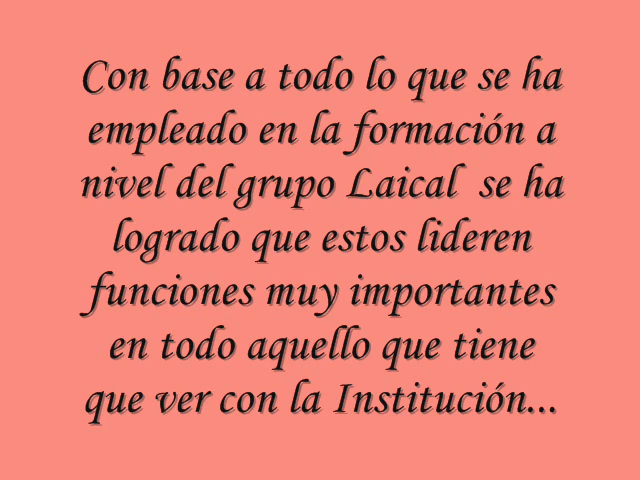 Con base a todo lo que se ha
empleado en la formación a
nivel del grupo Laical  se ha
logrado que estos lideren
funciones muy importantes
en todo aquello que tiene
que ver con la Institución...